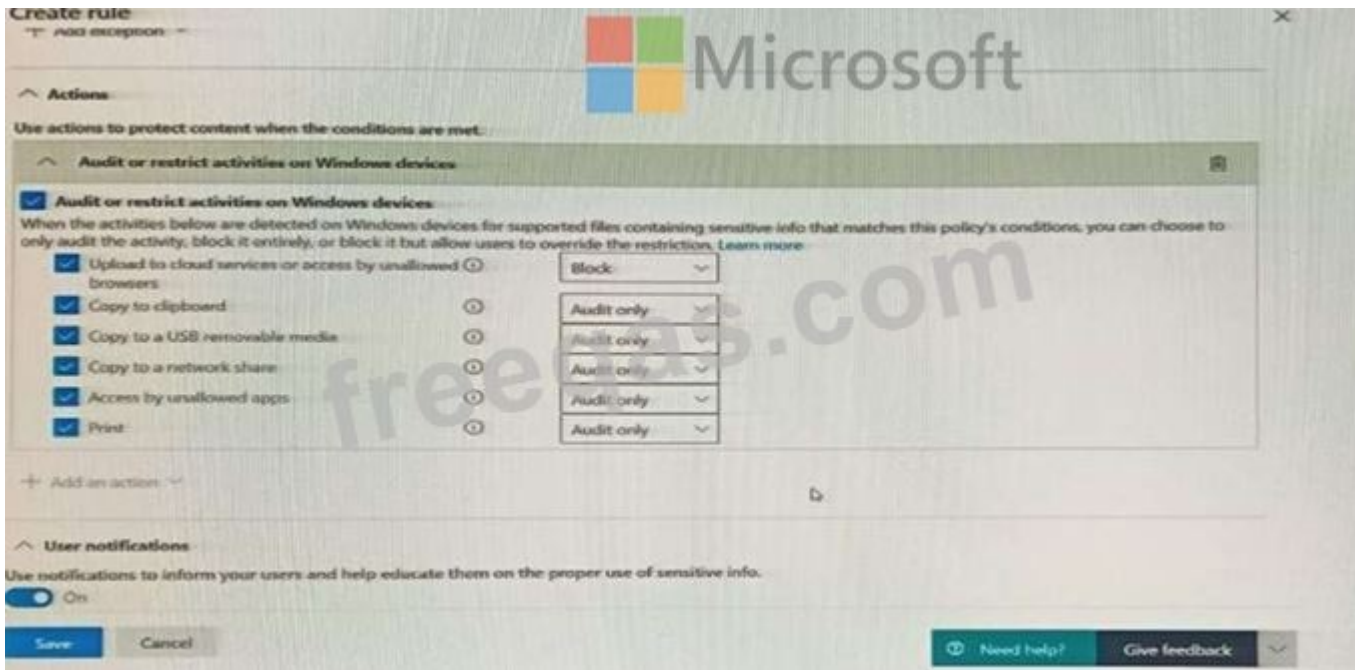 Create rule
+ Add exception
Microsoft
Actions
Use actions to protect content when the conditions are met.
Audit or restrict activities on Windows devices
Audit or restrict activities on Windows devices
When the activities below are detected on Windows devices for supported files containing sensitive info that matches this policy's conditions, you can choose to
only audit the activity, block it entirely, or block it but allow users to override the restriction. Learn more
Upload to cloud services or access by unallowed Block
browsers
Copy to clipboard Audit only
Copy to a USB removable media Audit only
Copy to a network share Audit only
Access by unallowed apps Audit only
Print Audit only
freeqas.com
+ Add an action
User notifications
Use notifications to inform your users and help educate them on the proper use of sensitive info.
On
Save Cancel
Need help? Give feedback